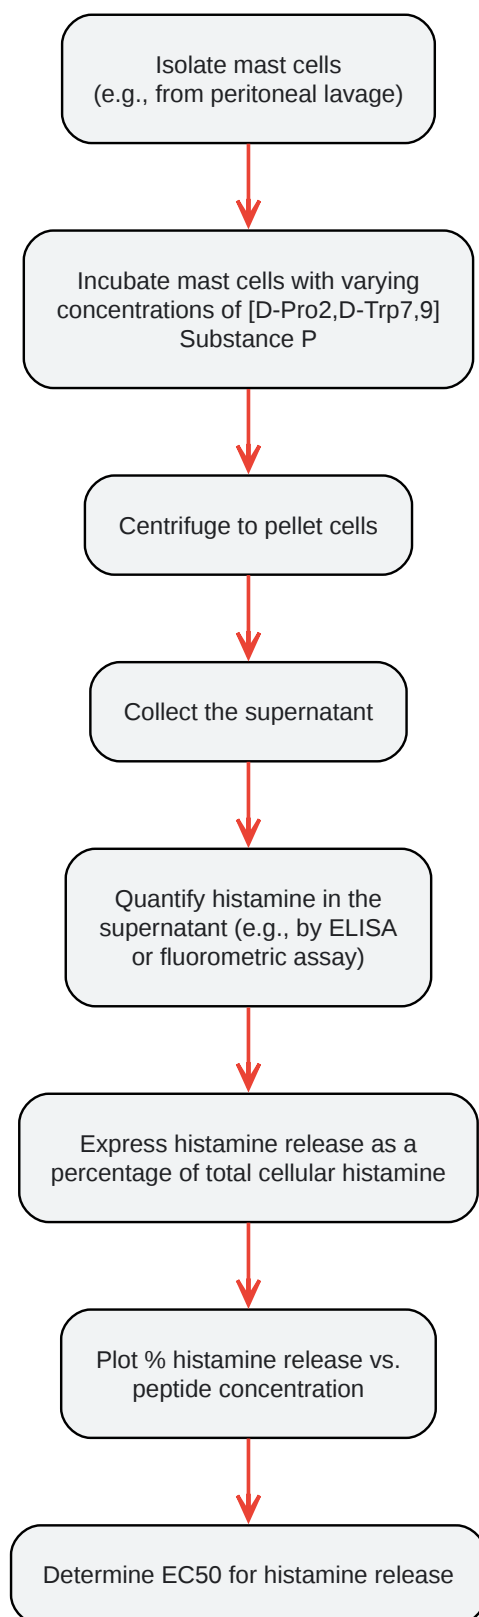 Isolate mast cells
(e.g., from peritoneal lavage)
Incubate mast cells with varying
concentrations of [D-Pro2,D-Trp7,9]
Substance P
Centrifuge to pellet cells
Collect the supernatant
Quantify histamine in the
supernatant (e.g., by ELISA
or fluorometric assay)
Express histamine release as a
percentage of total cellular histamine
Plot % histamine release vs.
peptide concentration
Determine EC50 for histamine release